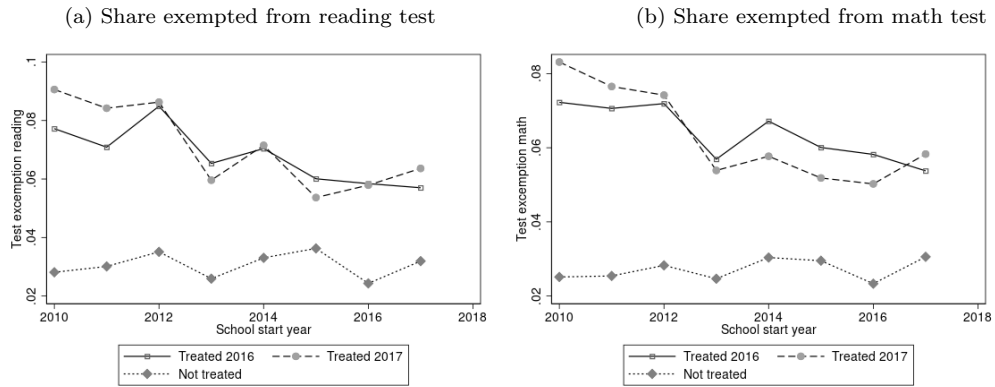 (a) Share exempted from reading test
Test excemption reading
.02 .04 .06 .08 .1
2010 2012 2014 2016 2018
School start year
Treated 2016 Treated 2017
Not treated
(b) Share exempted from math test
Test excemption math
.02 .04 .06 .08
2010 2012 2014 2016 2018
School start year
Treated 2016 Treated 2017
Not treated